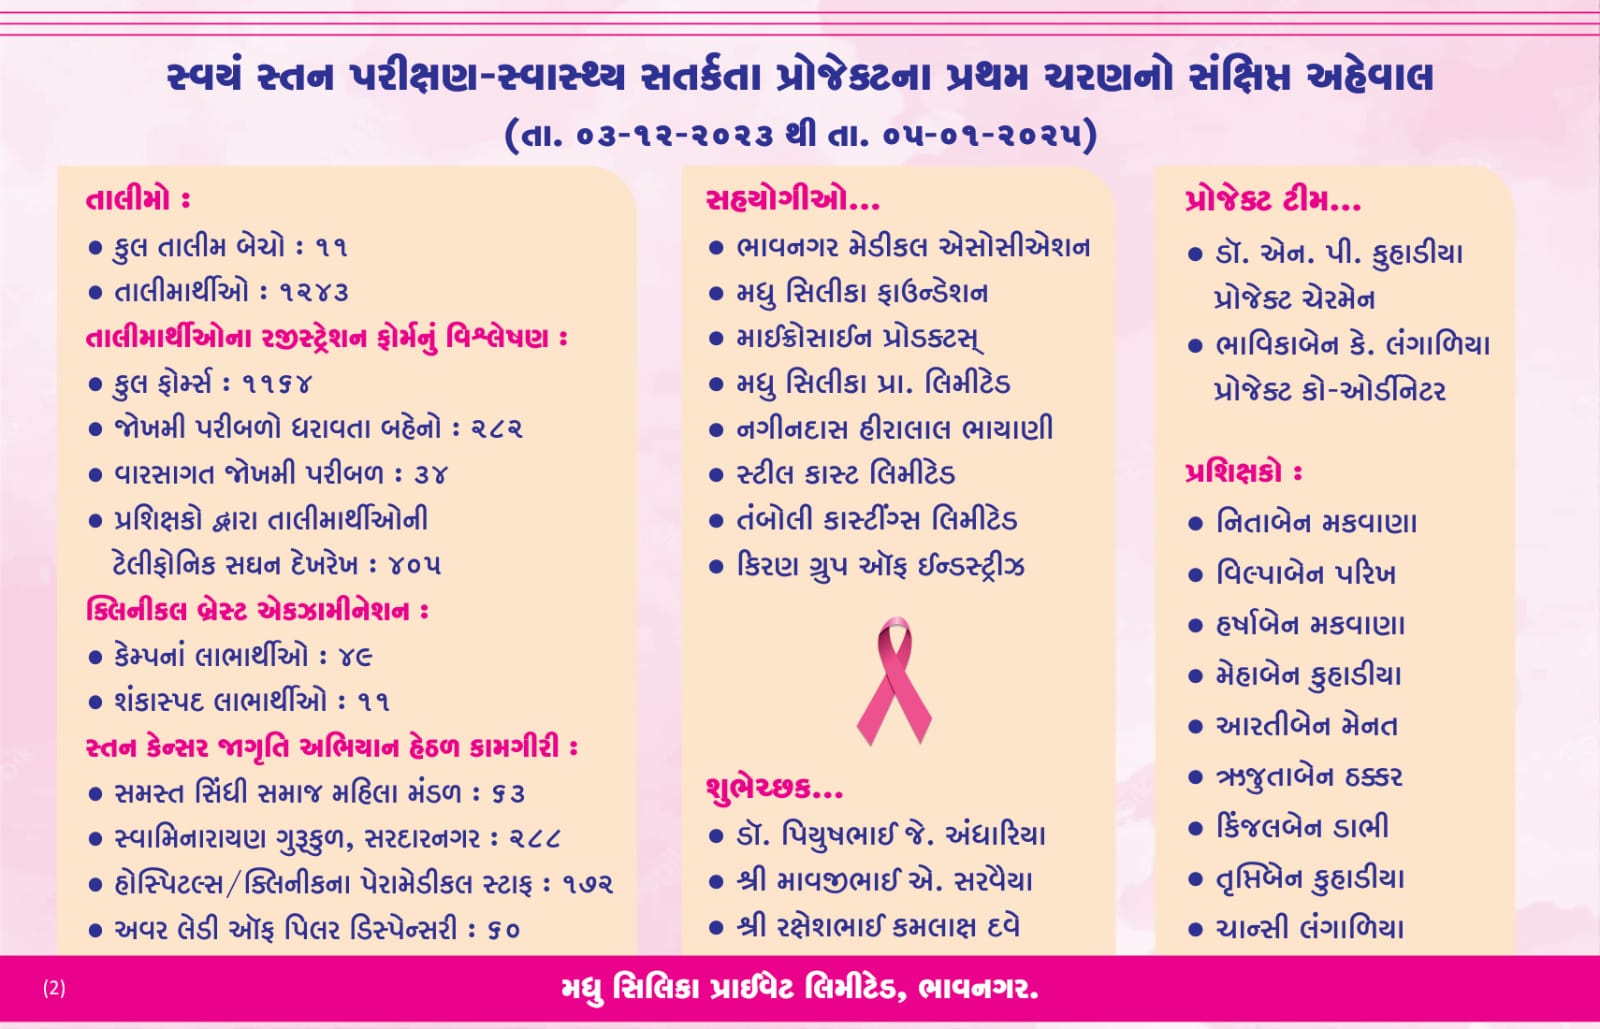 સ્વયં સ્તન પરીક્ષણ-સ્વાસ્થ્ય સતર્કતા પ્રોજેક્ટના પ્રથમ ચરણનો સંક્ષિપ્ત અહેવાલ
(તા. ૦૩-૧૨-૨૦૨૩ થી તા. ૦૫-૦૧-૨૦૨૫)
તાલીમો :
• કુલ તાલીમ બેચો : ૧૧
• તાલીમાર્થીઓ : ૧૨૪૩
તાલીમાર્થીઓના રજીસ્ટ્રેશન ફોર્મનું વિશ્લેષણ :
• કુલ ફોર્મ્સ : ૧૧૬૪
• જોખમી પરીબળો ધરાવતા બહેનો : ૨૮૨
• વારસાગત જોખમી પરીબળ : ૩૪
• પ્રશિક્ષકો દ્વારા તાલીમાર્થીઓની
ટેલીફોનિક સઘન દેખરેખ : ૪૦૫
ક્લિનીકલ બ્રેસ્ટ એકઝામીનેશન :
• કેમ્પનાં લાભાર્થીઓ : ૪૯
• શંકાસ્પદ લાભાર્થીઓ : ૧૧
સ્તન કેન્સર જાગૃતિ અભિયાન હેઠળ કામગીરી :
• સમસ્ત સિંધી સમાજ મહિલા મંડળ : ૬૩
• સ્વામિનારાયણ ગુરૂકુળ, સરદારનગર : ૨૮૮
• હોસ્પિટલ્સ/ક્લિનીકના પેરામેડીકલ સ્ટાફ : ૧૭૨
• અવર લેડી ઑફ પિલર ડિસ્પેન્સરી : ૬૦
સહયોગીઓ...
• ભાવનગર મેડીકલ એસોસીએશન
• મધુ સિલીકા ફાઉન્ડેશન
• માઈક્રોસાઈન પ્રોડક્ટસ્
• મધુ સિલીકા પ્રા. લિમીટેડ
• નગીનદાસ હીરાલાલ ભાયાણી
• સ્ટીલ કાસ્ટ લિમીટેડ
• તંબોલી કાસ્ટીંગ્સ લિમીટેડ
• કિરણ ગ્રુપ ઑફ ઈન્ડસ્ટ્રીઝ
શુભેચ્છક...
• ડૉ. પિયુષભાઈ જે. અંધારિયા
• શ્રી માવજીભાઈ એ. સરવૈયા
• શ્રી રક્ષેશભાઈ કમલાક્ષ દવે
પ્રોજેક્ટ ટીમ...
• ડૉ. એન. પી. કુહાડીયા
પ્રોજેક્ટ ચેરમેન
• ભાવિકાબેન કે. લંગાળિયા
પ્રોજેક્ટ કો-ઓર્ડીનેટર
પ્રશિક્ષકો :
• નિતાબેન મકવાણા
• વિલ્પાબેન પરિખ
• હર્ષાબેન મકવાણા
• મેહાબેન કુહાડીયા
• આરતીબેન મેનત
• ઋજુતાબેન ઠક્કર
• કિંજલબેન ડાભી
• તૃપ્તિબેન કુહાડીયા
• ચાન્સી લંગાળિયા
(2)
મધુ સિલિકા પ્રાઈવેટ લિમીટેડ, ભાવનગર.